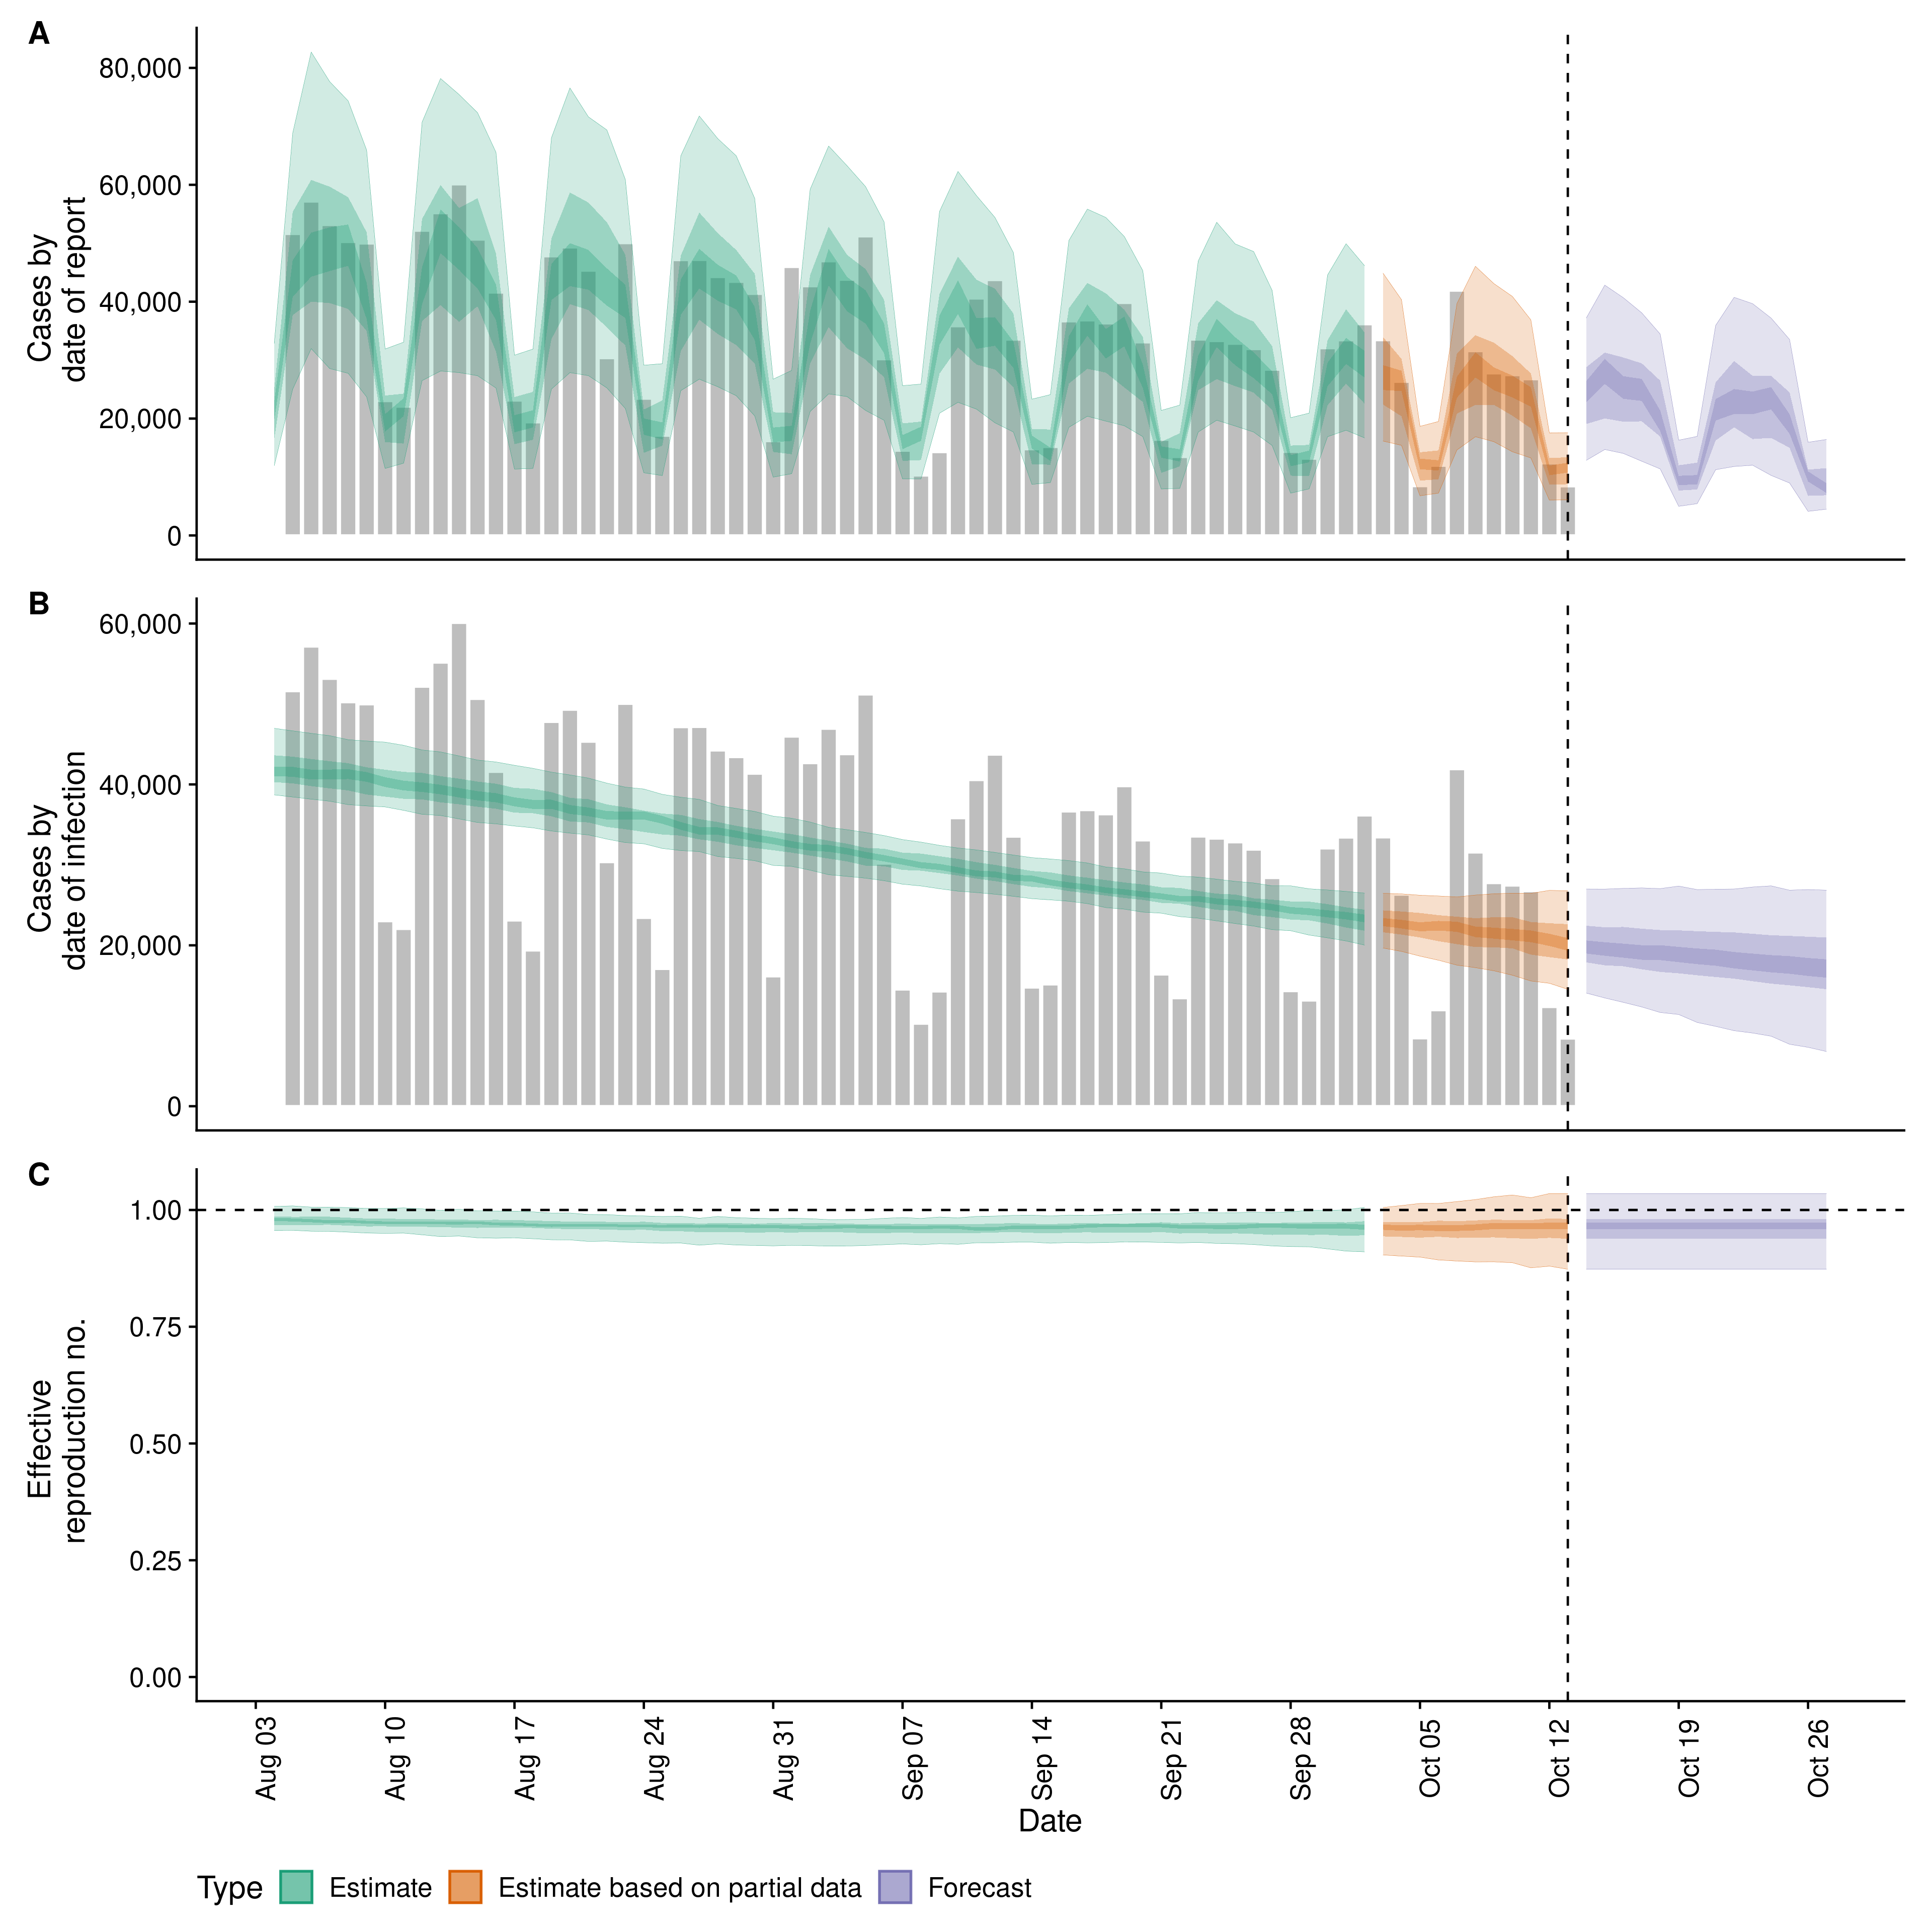 A
80,000
60,000
40,000
20,000
0
Cases by
date of report
B
60,000
40,000
20,000
0
Cases by
date of infection
C
1.00
0.75
0.50
0.25
0.00
Effective
reproduction no.
Aug 03
Aug 10
Aug 17
Aug 24
Aug 31
Sep 07
Sep 14
Sep 21
Sep 28
Oct 05
Oct 12
Oct 19
Oct 26
Date
Type Estimate Estimate based on partial data Forecast